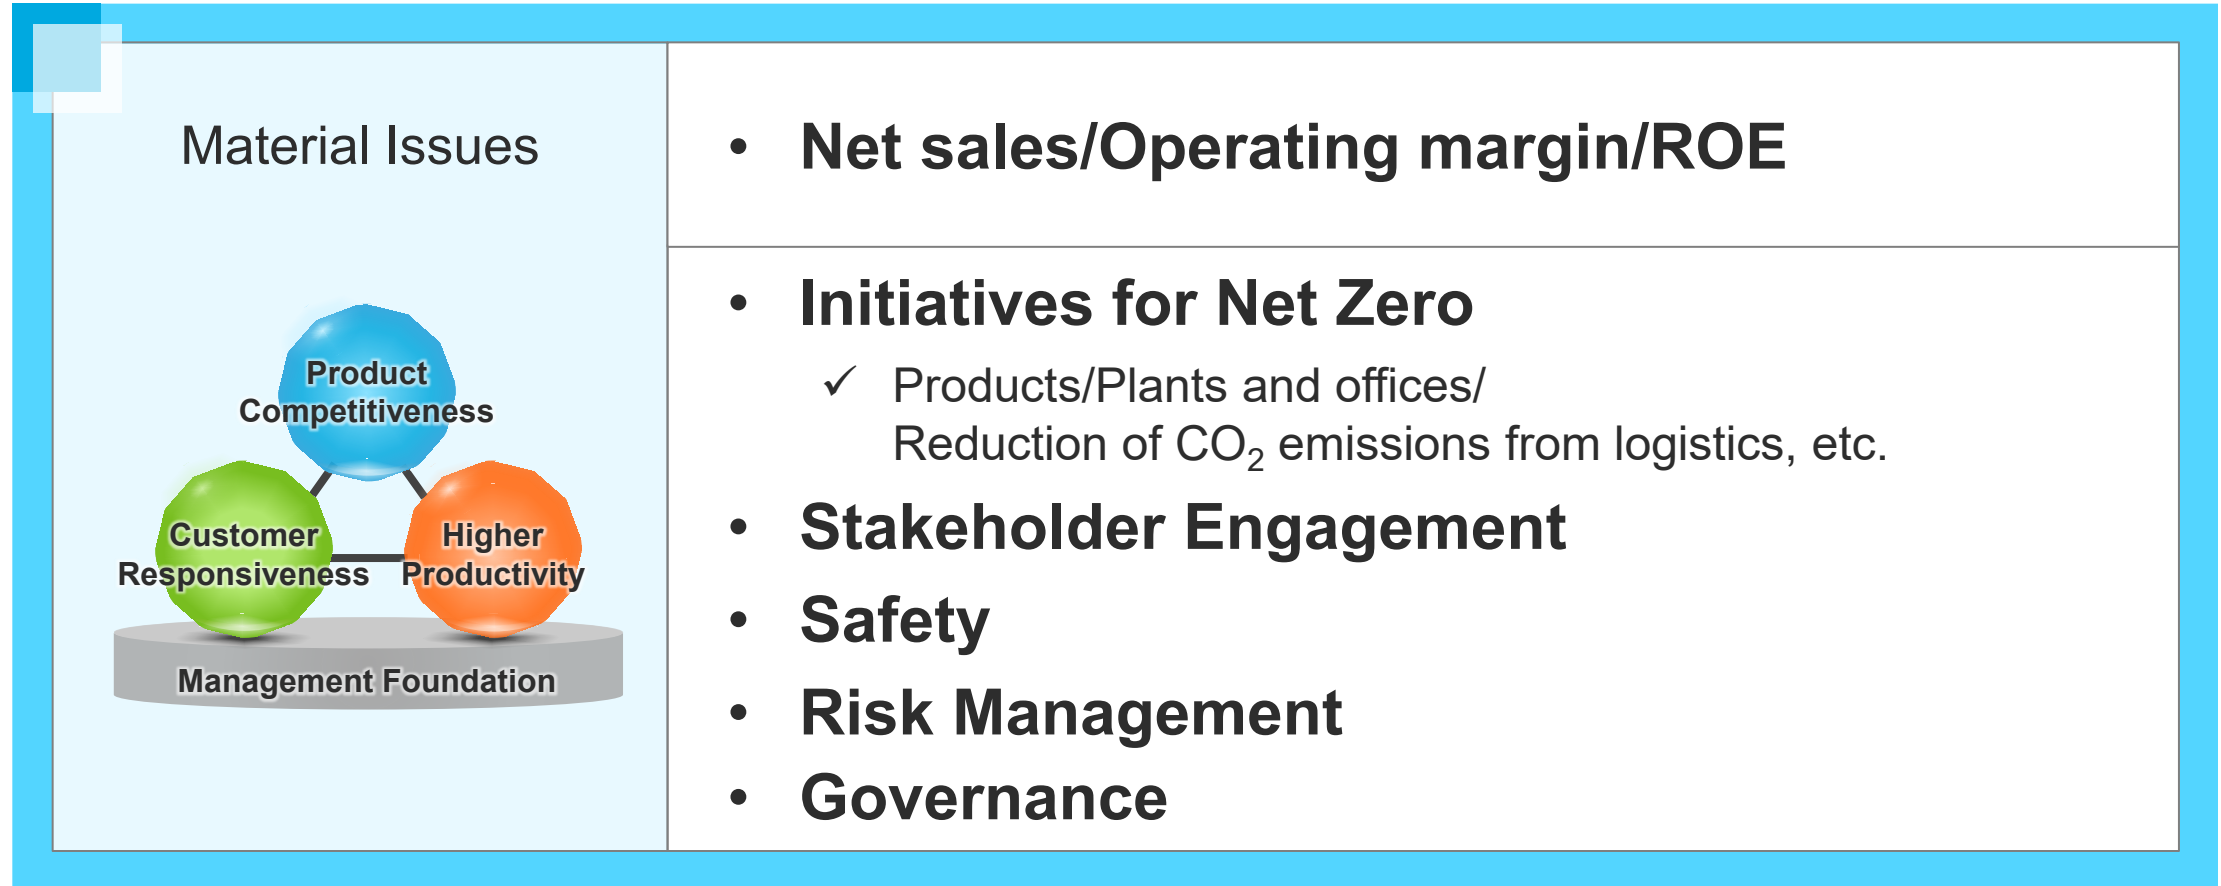 Material Issues
Product
Competitiveness
Customer
Responsiveness
Higher
Productivity
Management Foundation
• Net sales/Operating margin/ROE
• Initiatives for Net Zero
✓ Products/Plants and offices/
Reduction of CO₂ emissions from logistics, etc.
• Stakeholder Engagement
• Safety
• Risk Management
• Governance